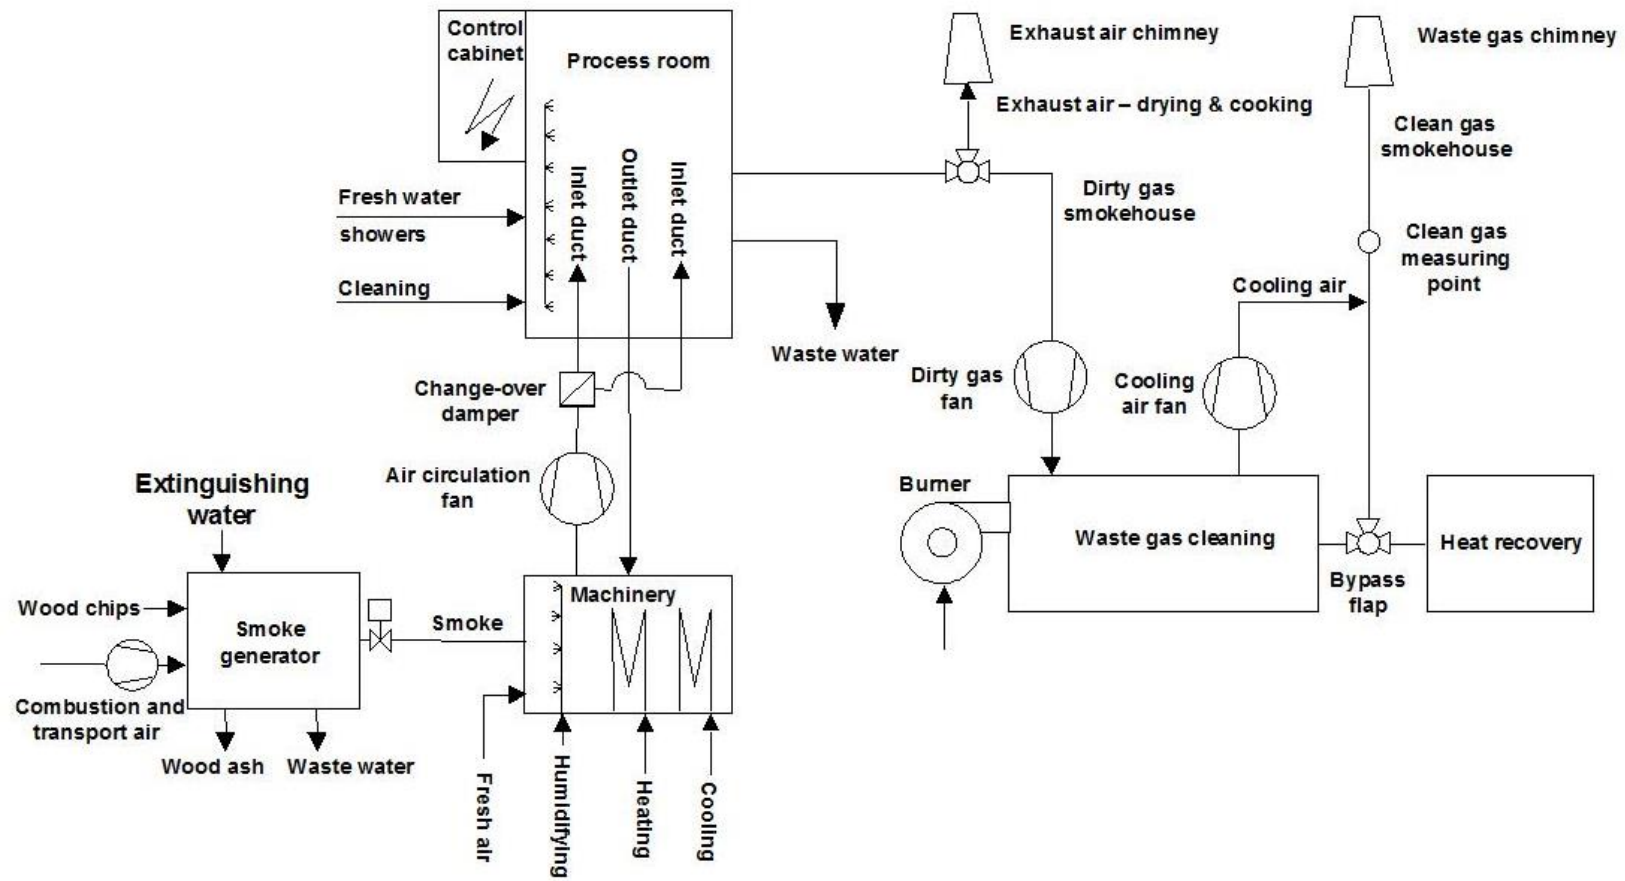 Control
cabinet
Process room
Exhaust air chimney
Waste gas chimney
Exhaust air – drying & cooking
Clean gas
smokehouse
Inlet duct
Outlet duct
Inlet duct
Fresh water
showers
Dirty gas
smokehouse
Clean gas
measuring
point
Cleaning
Cooling air
Waste water
Change-over
damper
Dirty gas
fan
Cooling
air fan
Air circulation
fan
Extinguishing
water
Burner
Waste gas cleaning
Heat recovery
Bypass
flap
Wood chips
Smoke
generator
Smoke
Machinery
Combustion and
transport air
Wood ash
Waste water
Fresh air
Humidifying
Heating
Cooling